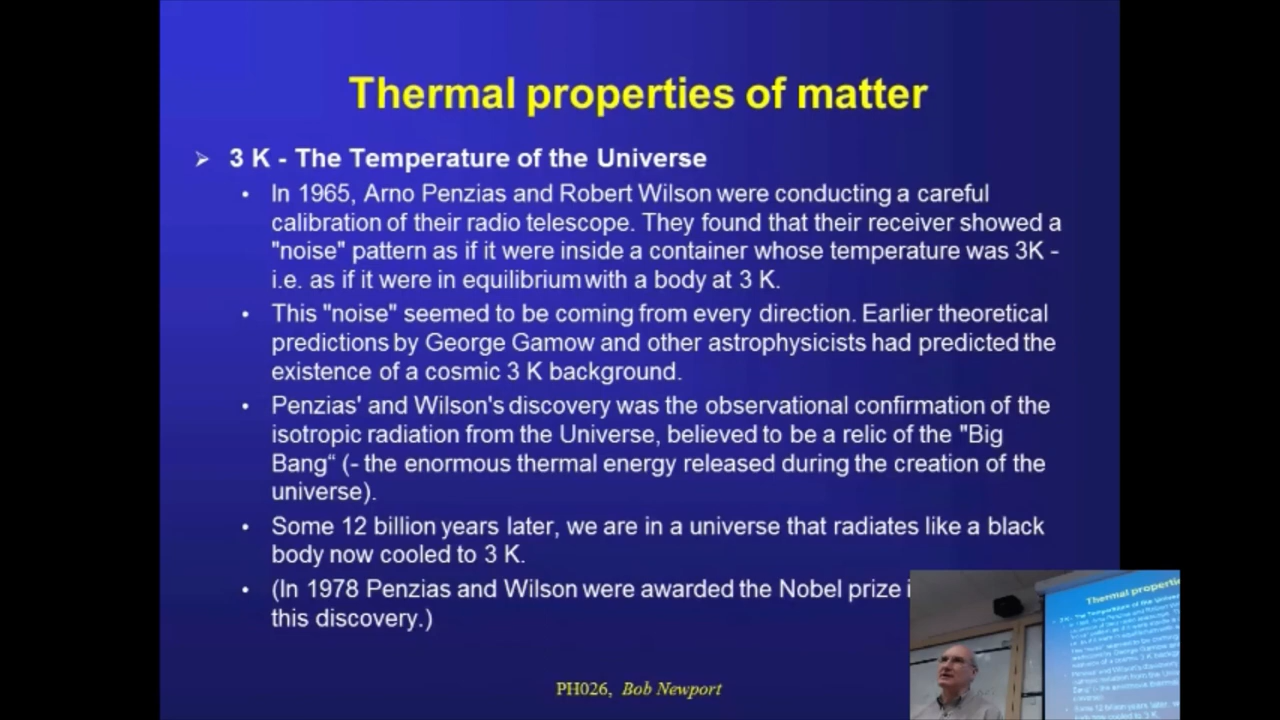 Thermal properties of matter
➢ 3 K - The Temperature of the Universe
• In 1965, Arno Penzias and Robert Wilson were conducting a careful
calibration of their radio telescope. They found that their receiver showed a
"noise" pattern as if it were inside a container whose temperature was 3K -
i.e. as if it were in equilibrium with a body at 3 K.
• This "noise" seemed to be coming from every direction. Earlier theoretical
predictions by George Gamow and other astrophysicists had predicted the
existence of a cosmic 3 K background.
• Penzias' and Wilson's discovery was the observational confirmation of the
isotropic radiation from the Universe, believed to be a relic of the "Big
Bang“ (- the enormous thermal energy released during the creation of the
universe).
• Some 12 billion years later, we are in a universe that radiates like a black
body now cooled to 3 K.
• (In 1978 Penzias and Wilson were awarded the Nobel prize
this discovery.)
PH026, Bob Newport
Thermal